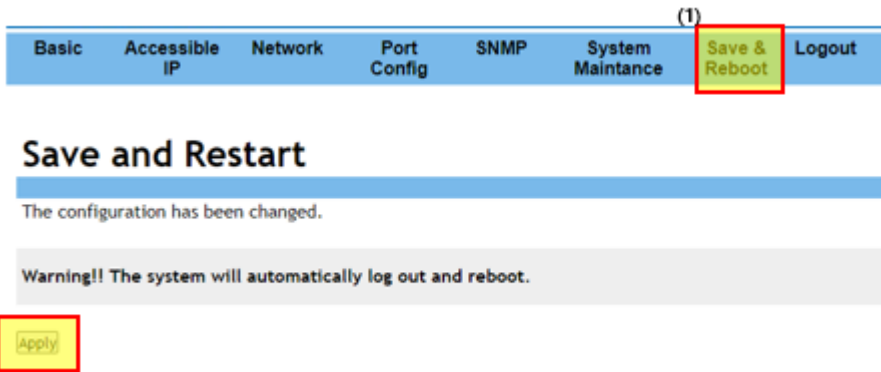 (1)
Basic Accessible IP Network Port Config SNMP System Maintance Save & Reboot Logout
Save and Restart
The configuration has been changed.
Warning!! The system will automatically log out and reboot.
Apply